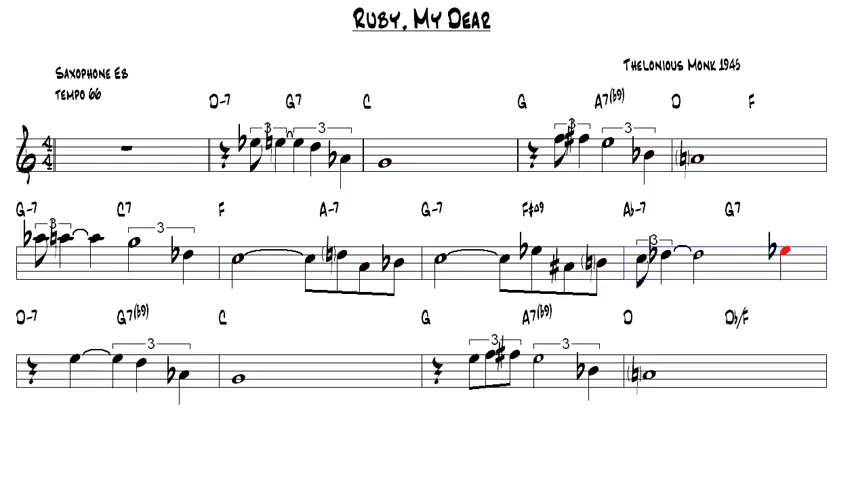 Ruby, My Dear
Thelonious Monk 1945
Saxophone Eb
tempo 66
D-7 G7 C G A7(b9) D F
4
4
3 3 3 3
G-7 C7 F A-7 G-7 F#ø9 Ab-7 G7
3 3 3
D-7 G7(b9) C G A7(b9) D Db/F
3 3 3